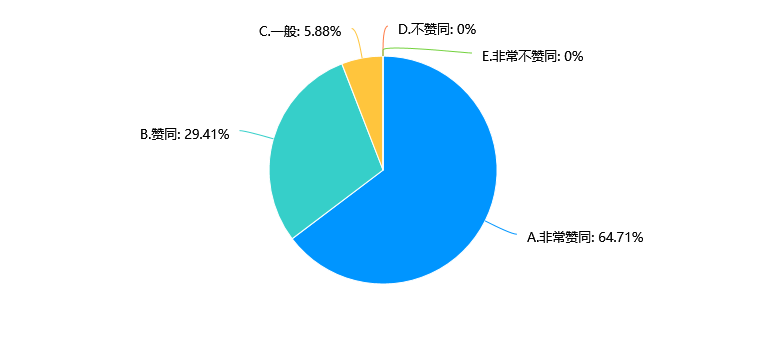 C.一般: 5.88%
D.不赞同: 0%
E.非常不赞同: 0%
B.赞同: 29.41%
A.非常赞同: 64.71%